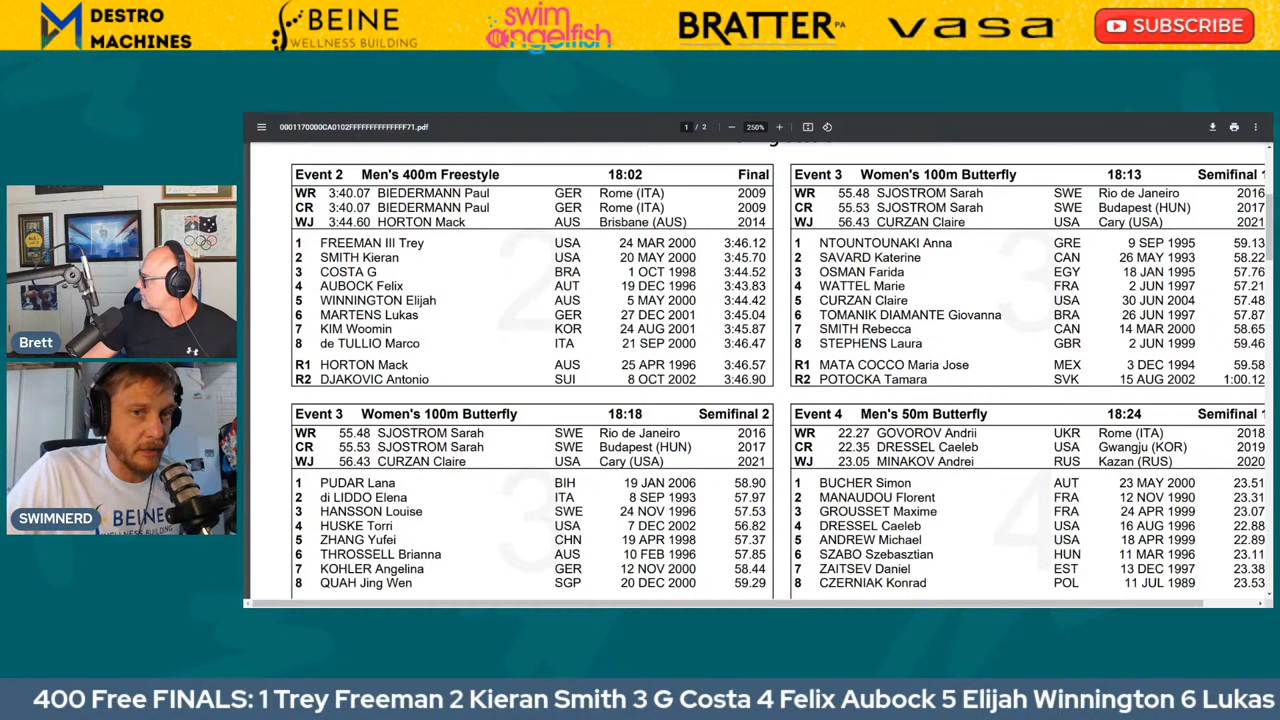 DESTRO
MACHINES
BEINE
WELLNESS BUILDING
swim
angelfish
BRATTER PA
vasa
SUBSCRIBE
0001170000CA0102FFFFFFFFFFFFFF71.pdf
1 / 2
250%
Event 2 Men's 400m Freestyle 18:02 Final
WR 3:40.07 BIEDERMANN Paul GER Rome (ITA) 2009
CR 3:40.07 BIEDERMANN Paul GER Rome (ITA) 2009
WJ 3:44.60 HORTON Mack AUS Brisbane (AUS) 2014
1 FREEMAN III Trey USA 24 MAR 2000 3:46.12
2 SMITH Kieran USA 20 MAY 2000 3:45.70
3 COSTA G BRA 1 OCT 1998 3:44.52
4 AUBOCK Felix AUT 19 DEC 1996 3:43.83
5 WINNINGTON Elijah AUS 5 MAY 2000 3:44.42
6 MARTENS Lukas GER 27 DEC 2001 3:45.04
7 KIM Woomin KOR 24 AUG 2001 3:45.87
8 de TULLIO Marco ITA 21 SEP 2000 3:46.47
R1 HORTON Mack AUS 25 APR 1996 3:46.57
R2 DJAKOVIC Antonio SUI 8 OCT 2002 3:46.90
Event 3 Women's 100m Butterfly 18:13 Semifinal 1
WR 55.48 SJOSTROM Sarah SWE Rio de Janeiro 2016
CR 55.53 SJOSTROM Sarah SWE Budapest (HUN) 2017
WJ 56.43 CURZAN Claire USA Cary (USA) 2021
1 NTOUNTOUNAKI Anna GRE 9 SEP 1995 59.13
2 SAVARD Katerine CAN 26 MAY 1993 58.22
3 OSMAN Farida EGY 18 JAN 1995 57.76
4 WATTEL Marie FRA 2 JUN 1997 57.48
5 CURZAN Claire USA 30 JUN 2004 57.48
6 TOMANIK DIAMANTE Giovanna BRA 26 JUN 1997 57.87
7 SMITH Rebecca CAN 14 MAR 2000 58.65
8 STEPHENS Laura GBR 2 JUN 1999 59.46
R1 MATA COCCO Maria Jose MEX 3 DEC 1994 59.58
R2 POTOCKA Tamara SVK 15 AUG 2002 1:00.12
Event 3 Women's 100m Butterfly 18:18 Semifinal 2
WR 55.48 SJOSTROM Sarah SWE Rio de Janeiro 2016
CR 55.53 SJOSTROM Sarah SWE Budapest (HUN) 2017
WJ 56.43 CURZAN Claire USA Cary (USA) 2021
1 PUDAR Lana BIH 19 JAN 2006 58.90
2 di LIDDO Elena ITA 8 SEP 1993 57.97
3 HANSSON Louise SWE 24 NOV 1996 57.53
4 HUSKE Torri USA 7 DEC 2002 56.82
5 ZHANG Yufei CHN 19 APR 1998 57.37
6 THROSSELL Brianna AUS 10 FEB 1996 57.85
7 KOHLER Angelina GER 12 NOV 2000 58.44
8 QUAH Jing Wen SGP 20 DEC 2000 59.29
Event 4 Men's 50m Butterfly 18:24 Semifinal 1
WR 22.27 GOVOROV Andrii UKR Rome (ITA) 2018
CR 22.35 DRESSEL Caeleb USA Gwangju (KOR) 2019
WJ 23.05 MINAKOV Andrei RUS Kazan (RUS) 2020
1 BUCHER Simon AUT 23 MAY 2000 23.51
2 MANAUDOU Florent FRA 12 NOV 1990 23.31
3 GROUSSET Maxime FRA 24 APR 1999 23.07
4 DRESSEL Caeleb USA 16 AUG 1996 22.88
5 ANDREW Michael USA 18 APR 1999 23.01
6 SZABO Szebasztian HUN 11 MAR 1996 23.11
7 ZAITSEV Daniel EST 13 DEC 1997 23.38
8 CZERNIAK Konrad POL 11 JUL 1989 23.53
Brett
BEINE
SWIMNERD
400 Free FINALS: 1 Trey Freeman 2 Kieran Smith 3 G Costa 4 Felix Aubock 5 Elijah Winnington 6 Lukas